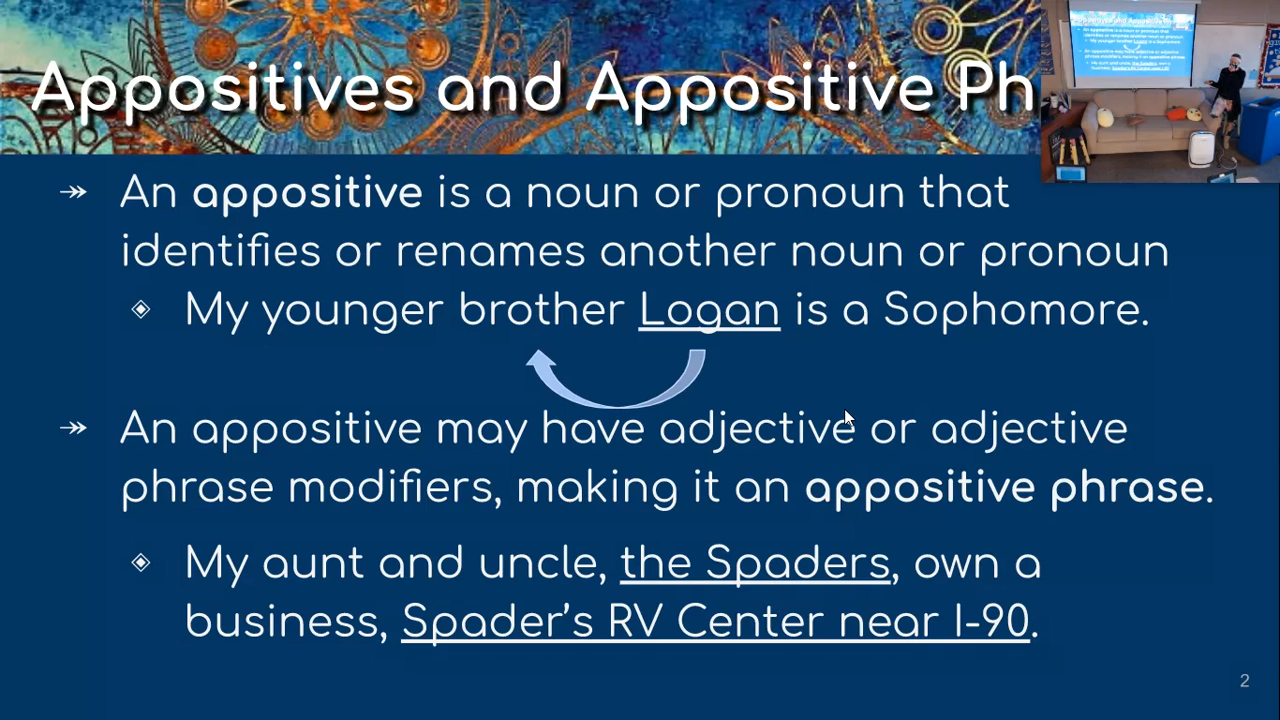 Appositives and Appositive Ph
An appositive is a noun or pronoun that
identifies or renames another noun or pronoun
My younger brother Logan is a Sophomore.
An appositive may have adjective or adjective
phrase modifiers, making it an appositive phrase.
My aunt and uncle, the Spaders, own a
business, Spader’s RV Center near I-90.
2